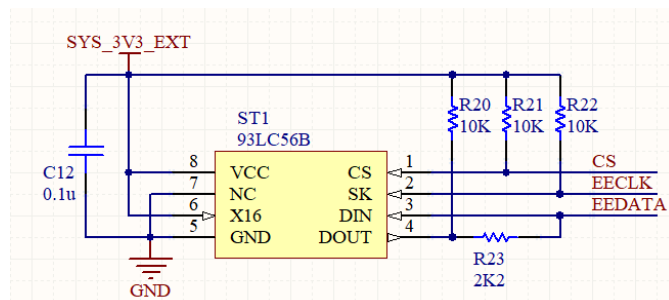 SYS_3V3_EXT
ST1
93LC56B
R20
10K
R21
10K
R22
10K
C12
0.1u
8 VCC CS 1
7 NC SK 2
6 X16 DIN 3
5 GND DOUT 4
CS
EECLK
EEDATA
R23
2K2
GND